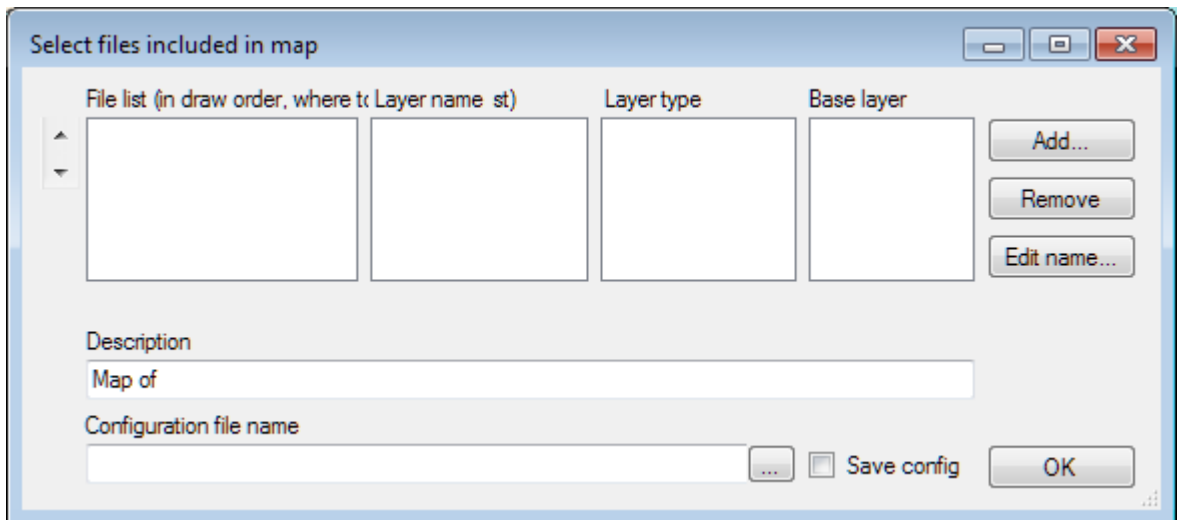 Select files included in map
File list (in draw order, where to Layer name st) Layer type Base layer
Add...
Remove
Edit name...
Description
Map of
Configuration file name
... Save config OK